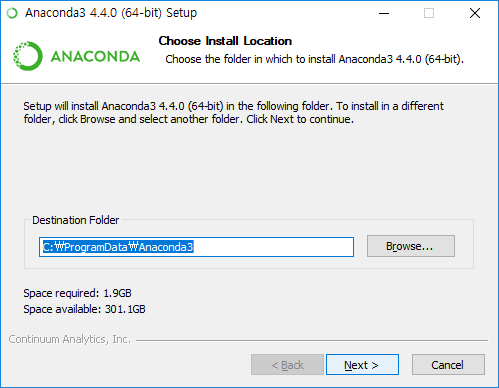 Anaconda3 4.4.0 (64-bit) Setup
ANACONDA
Choose Install Location
Choose the folder in which to install Anaconda3 4.4.0 (64-bit).
Setup will install Anaconda3 4.4.0 (64-bit) in the following folder. To install in a different
folder, click Browse and select another folder. Click Next to continue.
Destination Folder
C:₩ProgramData₩Anaconda3
Browse...
Space required: 1.9GB
Space available: 301.1GB
Continuum Analytics, Inc.
< Back
Next >
Cancel